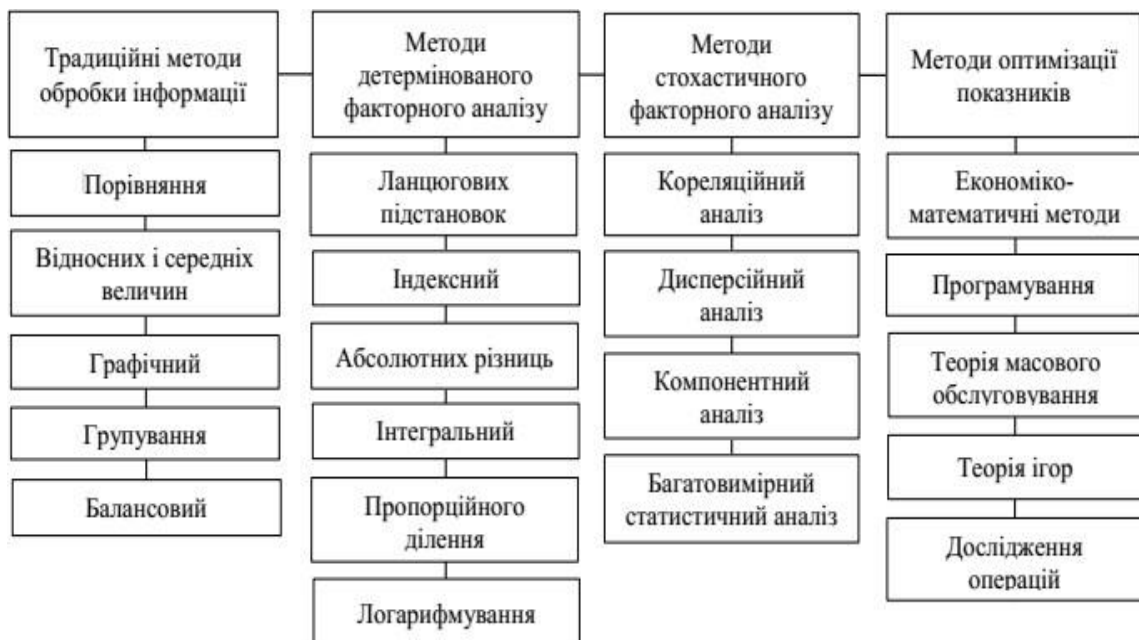 Традиційні методи
обробки інформації
Порівняння
Відносних і середніх
величин
Графічний
Групування
Балансовий
Методи
детермінованого
факторного аналізу
Ланцюгових
підстановок
Індексний
Абсолютних різниць
Інтегральний
Пропорційного
ділення
Логарифмування
Методи
стохастичного
факторного аналізу
Кореляційний
аналіз
Дисперсійний
аналіз
Компонентний
аналіз
Багатовимірний
статистичний аналіз
Методи оптимізації
показників
Економіко-
математичні методи
Програмування
Теорія масового
обслуговування
Теорія ігор
Дослідження
операцій